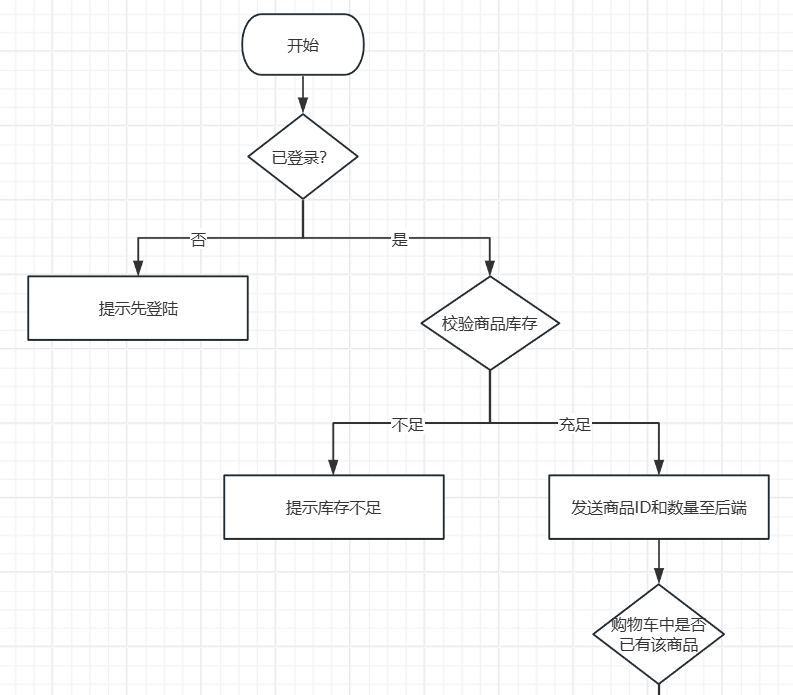 开始
已登录?
否
是
提示先登陆
校验商品库存
不足
充足
提示库存不足
发送商品ID和数量至后端
购物车中是否
已有该商品